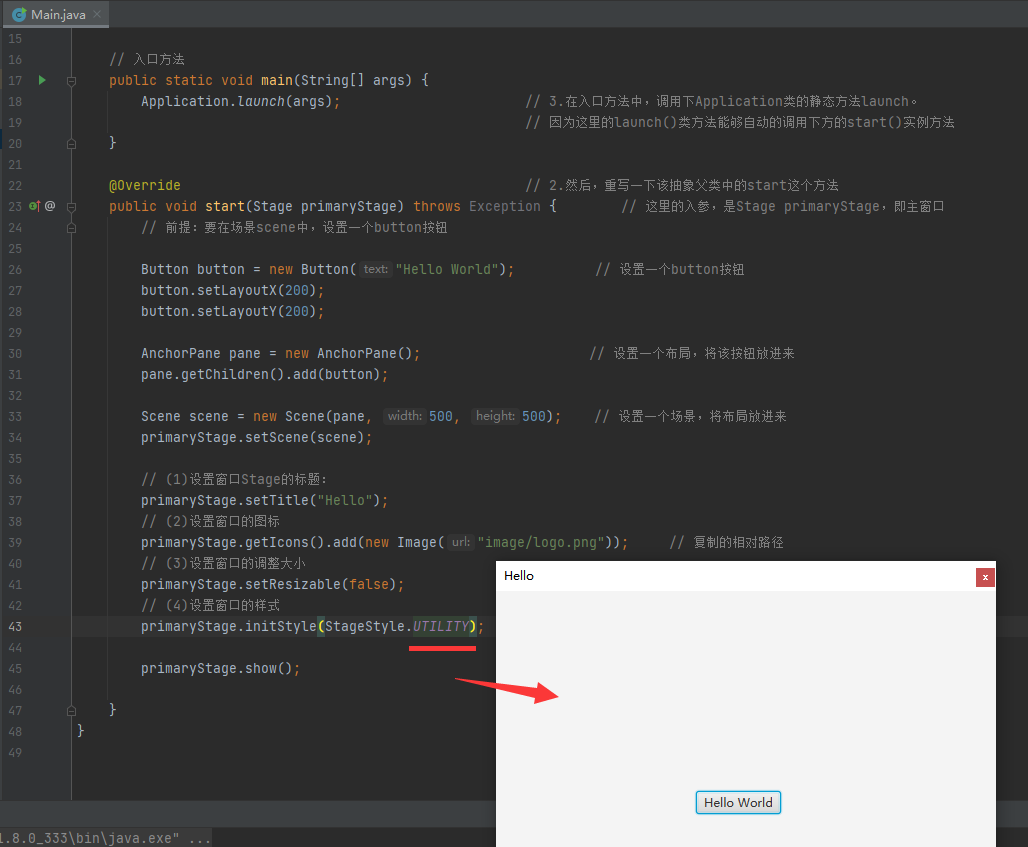 Main.java
15
16 // 入口方法
17 public static void main(String[] args) {
18 Application.launch(args); // 3.在入口方法中，调用下Application类的静态方法launch。
19 // 因为这里的launch()类方法能够自动的调用下方的start()实例方法
20 }
21
22 @Override // 2.然后，重写一下该抽象父类中的start这个方法
23 @ public void start(Stage primaryStage) throws Exception { // 这里的入参，是Stage primaryStage，即主窗口
24 // 前提：要在场景scene中，设置一个button按钮
25
26 Button button = new Button( text: "Hello World"); // 设置一个button按钮
27 button.setLayoutX(200);
28 button.setLayoutY(200);
29
30 AnchorPane pane = new AnchorPane(); // 设置一个布局，将该按钮放进来
31 pane.getChildren().add(button);
32
33 Scene scene = new Scene(pane, width: 500, height: 500); // 设置一个场景，将布局放进来
34 primaryStage.setScene(scene);
35
36 // (1)设置窗口Stage的标题：
37 primaryStage.setTitle("Hello");
38 // (2)设置窗口的图标
39 primaryStage.getIcons().add(new Image( url: "image/logo.png")); // 复制的相对路径
40 // (3)设置窗口的调整大小
41 primaryStage.setResizable(false);
42 // (4)设置窗口的样式
43 primaryStage.initStyle(StageStyle.UTILITY);
44
45 primaryStage.show();
46
47 }
48 }
49
Hello
x
Hello World
1.8.0_333\bin\java.exe" ...